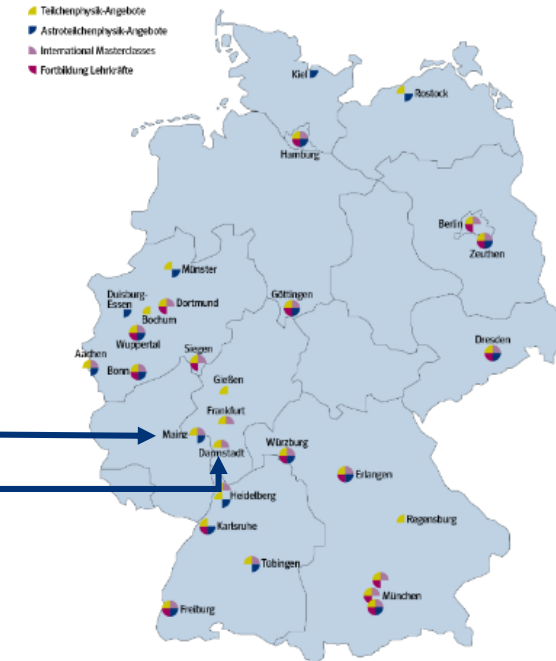 Teilchenphysik-Angebote
Astroteilchenphysik-Angebote
International Masterclasses
Fortbildung Lehrkräfte
Kiel
Rostock
Hamburg
Berlin
Zeuthen
Münster
Duisburg-
Essen
Dortmund
Bochum
Wuppertal
Göttingen
Dresden
Aachen
Bonn
Siegen
Gießen
Frankfurt
Mainz
Darmstadt
Würzburg
Erlangen
Heidelberg
Regensburg
Karlsruhe
Tübingen
München
Freiburg